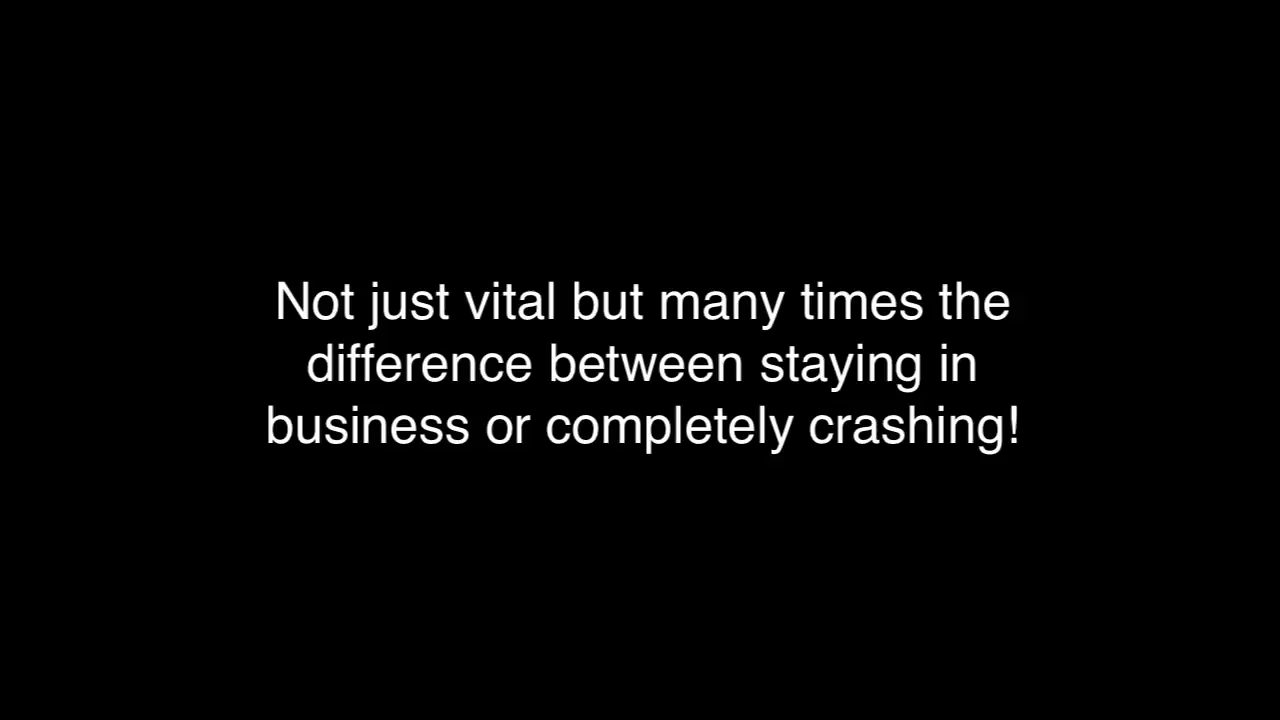 Not just vital but many times the
difference between staying in
business or completely crashing!